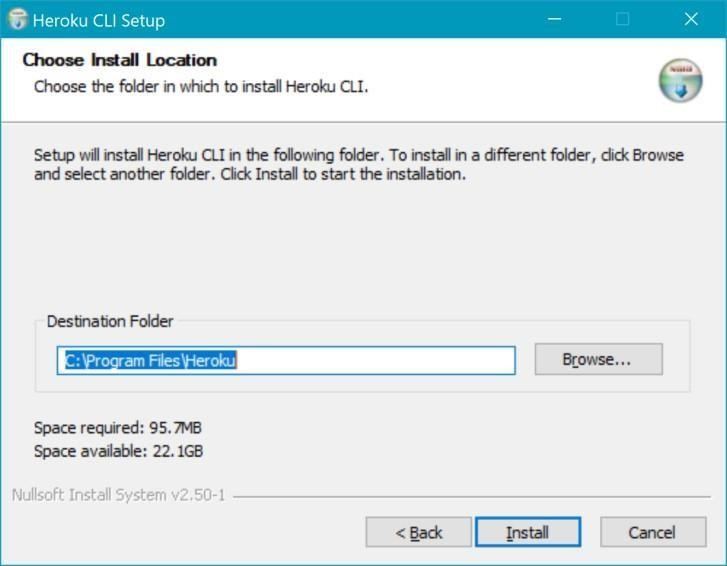 Heroku CLI Setup
Choose Install Location
Choose the folder in which to install Heroku CLI.
Setup will install Heroku CLI in the following folder. To install in a different folder, click Browse
and select another folder. Click Install to start the installation.
Destination Folder
C:\Program Files\Heroku
Browse...
Space required: 95.7MB
Space available: 22.1GB
Nullsoft Install System v2.50-1
< Back
Install
Cancel